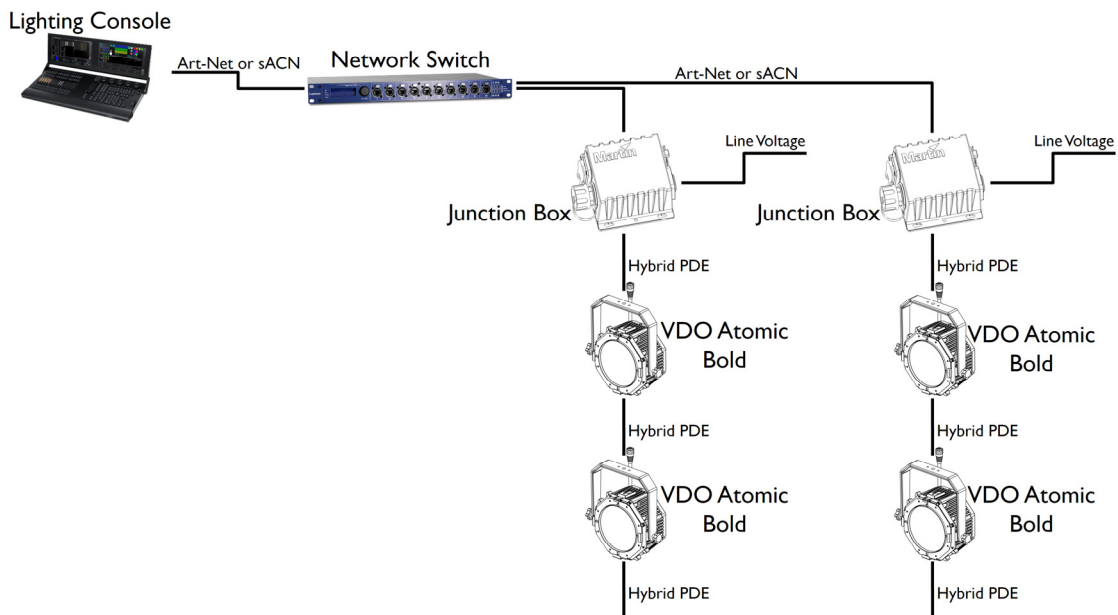 Lighting Console
Art-Net or sACN
Network Switch
Art-Net or sACN
Martin
Line Voltage
Martin
Line Voltage
Junction Box
Junction Box
Hybrid PDE
Hybrid PDE
VDO Atomic
Bold
VDO Atomic
Bold
Hybrid PDE
Hybrid PDE
VDO Atomic
Bold
VDO Atomic
Bold
Hybrid PDE
Hybrid PDE